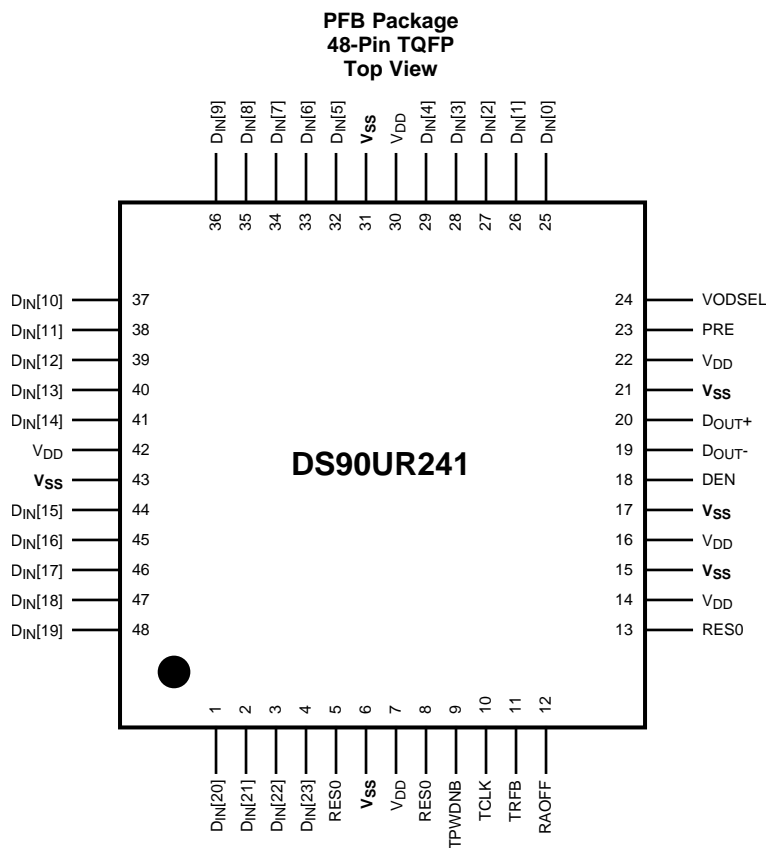 PFB Package
48-Pin TQFP
Top View
DIN[9]
DIN[8]
DIN[7]
DIN[6]
DIN[5]
VSS
VDD
DIN[4]
DIN[3]
DIN[2]
DIN[1]
DIN[0]
36 35 34 33 32 31 30 29 28 27 26 25
DIN[10] 37
DIN[11] 38
DIN[12] 39
DIN[13] 40
DIN[14] 41
VDD 42
VSS 43
DIN[15] 44
DIN[16] 45
DIN[17] 46
DIN[18] 47
DIN[19] 48
DS90UR241
24 VODSEL
23 PRE
22 VDD
21 VSS
20 DOUT+
19 DOUT-
18 DEN
17 VSS
16 VDD
15 VSS
14 VDD
13 RES0
1 2 3 4 5 6 7 8 9 10 11 12
DIN[20]
DIN[21]
DIN[22]
DIN[23]
RES0
VSS
VDD
RES0
TPWDNB
TCLK
TRFB
RAOFF